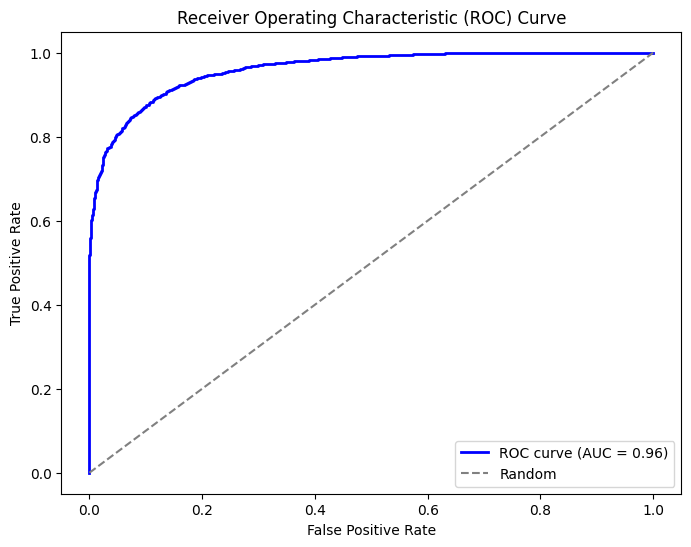 Receiver Operating Characteristic (ROC) Curve
1.0
0.8
0.6
0.4
0.2
0.0
True Positive Rate
ROC curve (AUC = 0.96)
Random
0.0 0.2 0.4 0.6 0.8 1.0
False Positive Rate